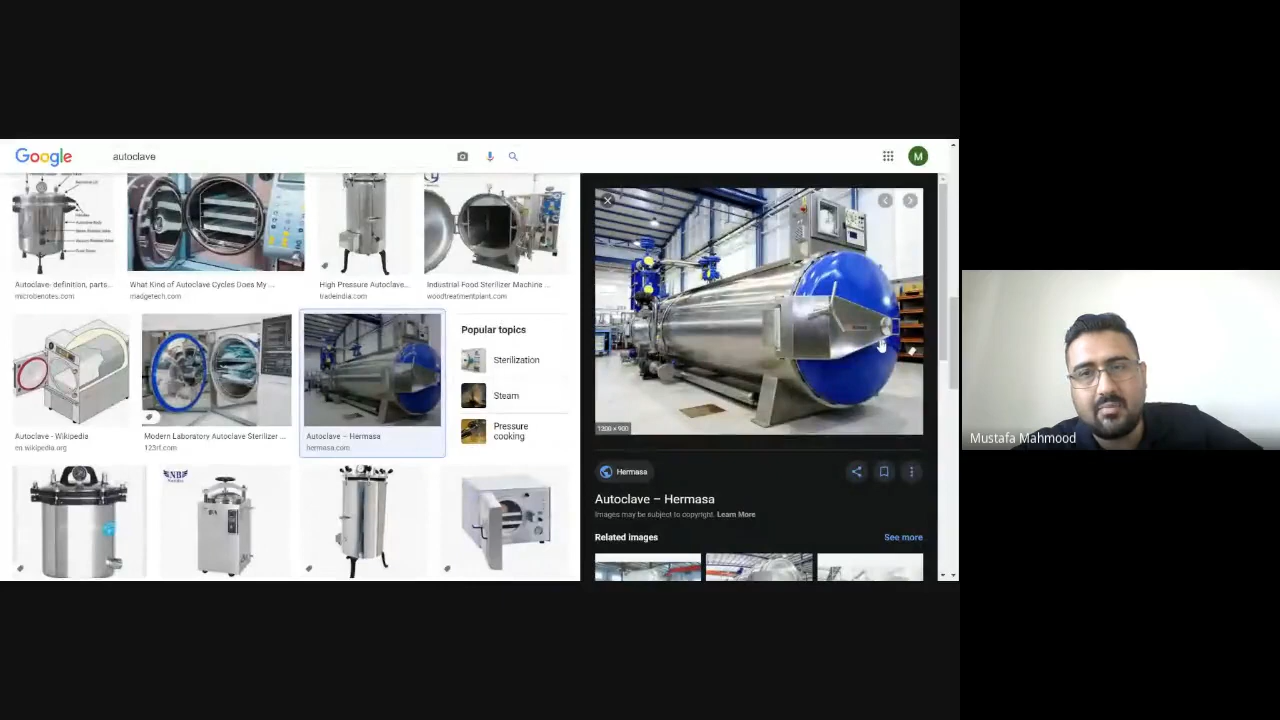 Google
autoclave
M
Autoclave- definition, parts...
microbenotes.com
What Kind of Autoclave Cycles Does My ...
madgetech.com
High Pressure Autoclave...
tradeindia.com
Industrial Food Sterilizer Machine ...
woodtreatmentplant.com
Autoclave - Wikipedia
en.wikipedia.org
Modern Laboratory Autoclave Sterilizer ...
123rf.com
Autoclave – Hermasa
hermasa.com
Popular topics
Sterilization
Steam
Pressure
cooking
NB
1200 × 900
Hermasa
Autoclave – Hermasa
Images may be subject to copyright. Learn More
Related images
See more
Mustafa Mahmood